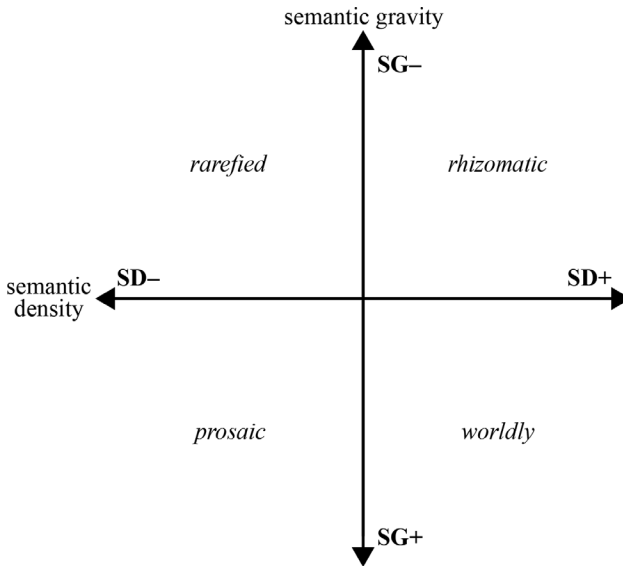 semantic gravity
SG–
rarefied
rhizomatic
SD–
SD+
semantic
density
prosaic
worldly
SG+